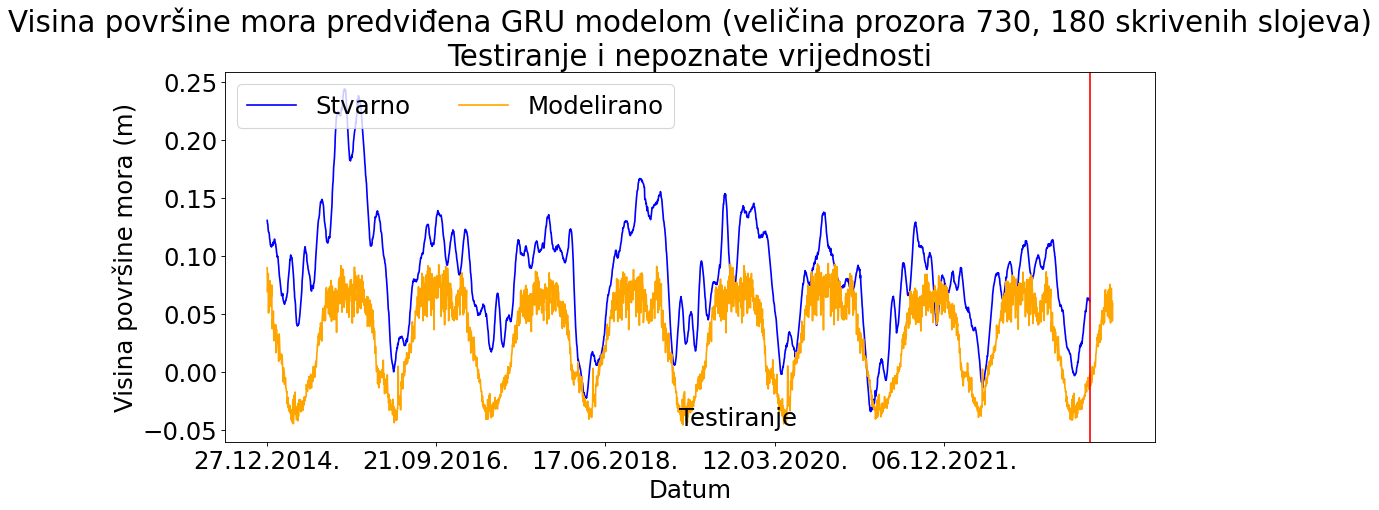 Visina površine mora predviđena GRU modelom (veličina prozora 730, 180 skrivenih slojeva)
Testiranje i nepoznate vrijednosti
Stvarno
Modelirano
Visina površine mora (m)
0.25
0.20
0.15
0.10
0.05
0.00
−0.05
Testiranje
27.12.2014.
21.09.2016.
17.06.2018.
12.03.2020.
06.12.2021.
Datum